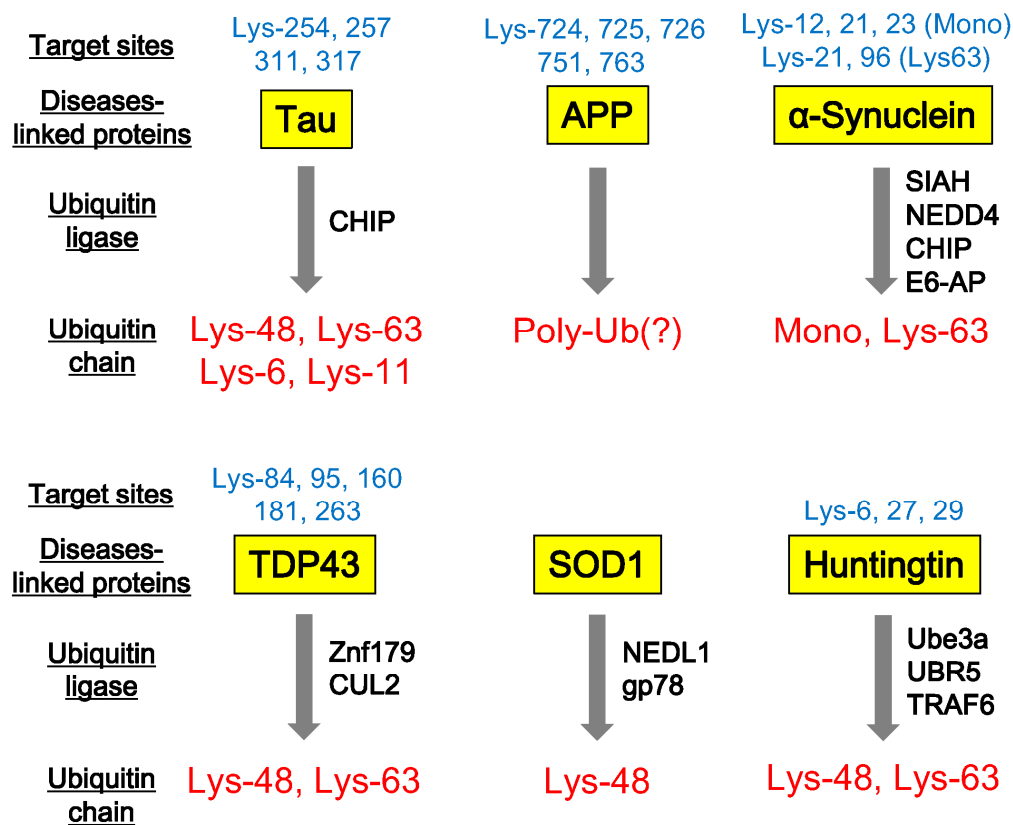 Target sites
Lys-254, 257
311, 317
Lys-724, 725, 726
751, 763
Lys-12, 21, 23 (Mono)
Lys-21, 96 (Lys63)
Diseases-
linked proteins
Tau
APP
α-Synuclein
Ubiquitin
ligase
CHIP
SIAH
NEDD4
CHIP
E6-AP
Ubiquitin
chain
Lys-48, Lys-63
Lys-6, Lys-11
Poly-Ub(?)
Mono, Lys-63
Target sites
Lys-84, 95, 160
181, 263
Lys-6, 27, 29
Diseases-
linked proteins
TDP43
SOD1
Huntingtin
Ubiquitin
ligase
Znf179
CUL2
NEDL1
gp78
Ube3a
UBR5
TRAF6
Ubiquitin
chain
Lys-48, Lys-63
Lys-48
Lys-48, Lys-63